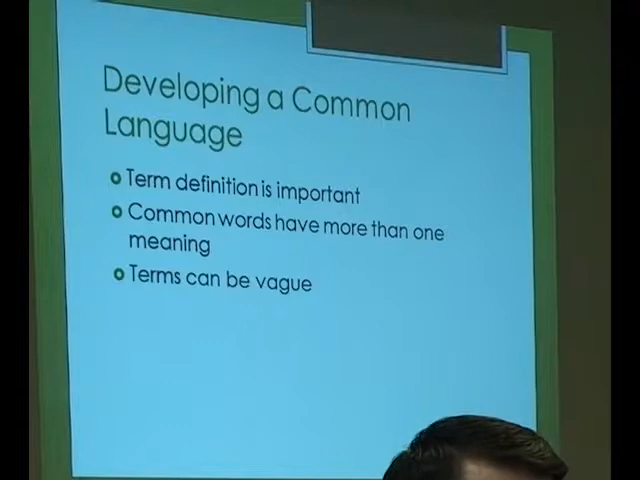 Developing a Common
Language
Term definition is important
Common words have more than one
meaning
Terms can be vague